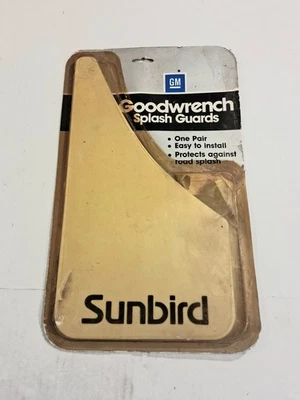 GM
Goodwrench
Splash Guards
• One Pair
• Easy to install
• Protects against
road splash
Sunbird